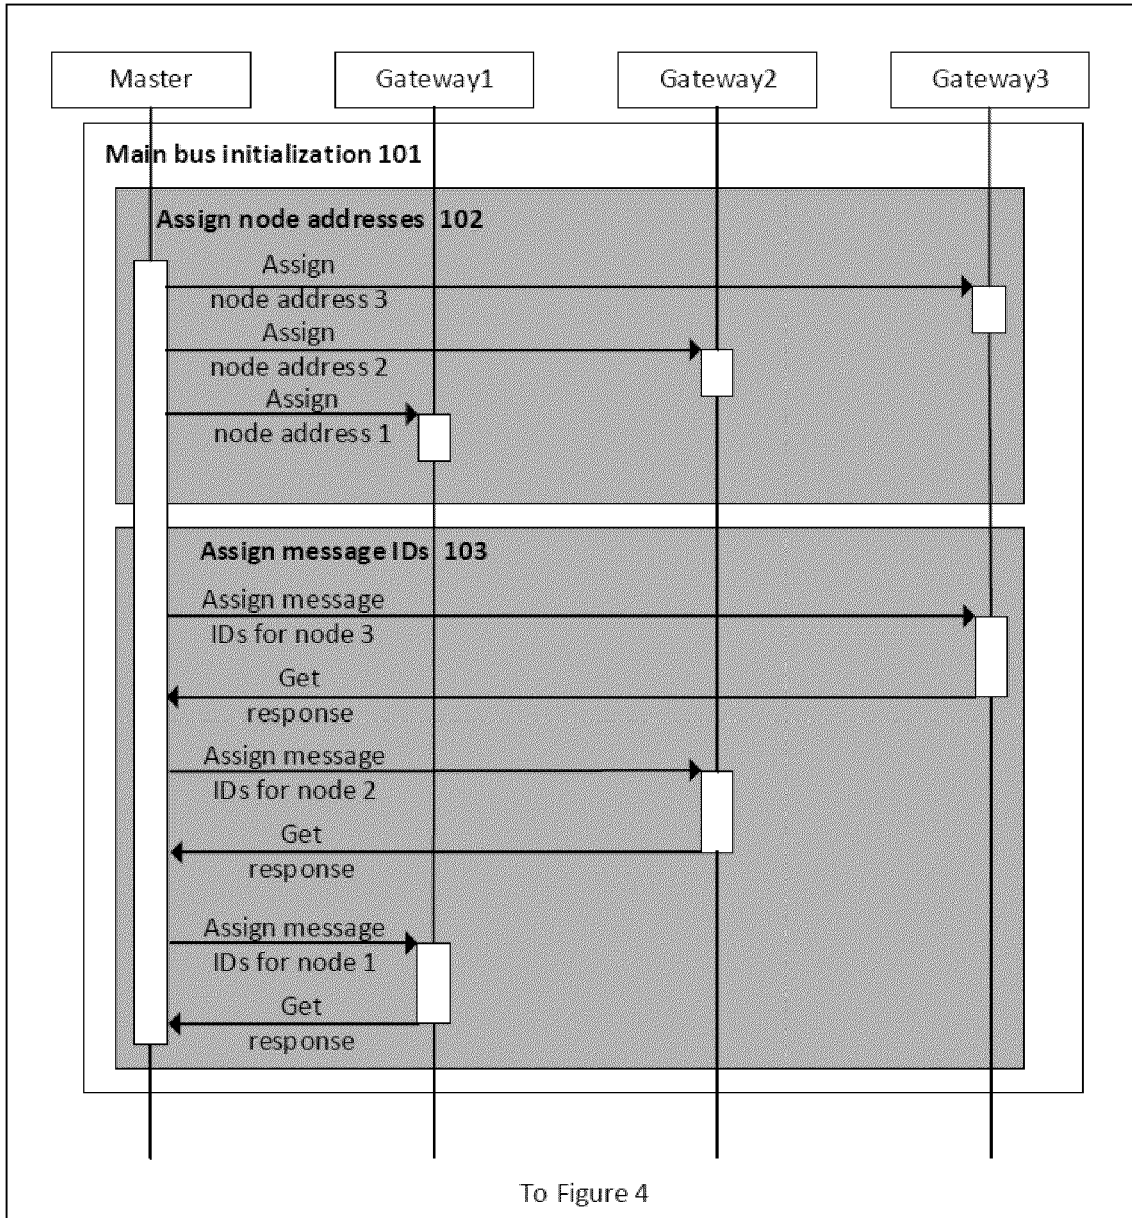 Master Gateway1 Gateway2 Gateway3
Main bus initialization 101
Assign node addresses 102
Assign
node address 3
Assign
node address 2
Assign
node address 1
Assign message IDs 103
Assign message
IDs for node 3
Get
response
Assign message
IDs for node 2
Get
response
Assign message
IDs for node 1
Get
response
To Figure 4